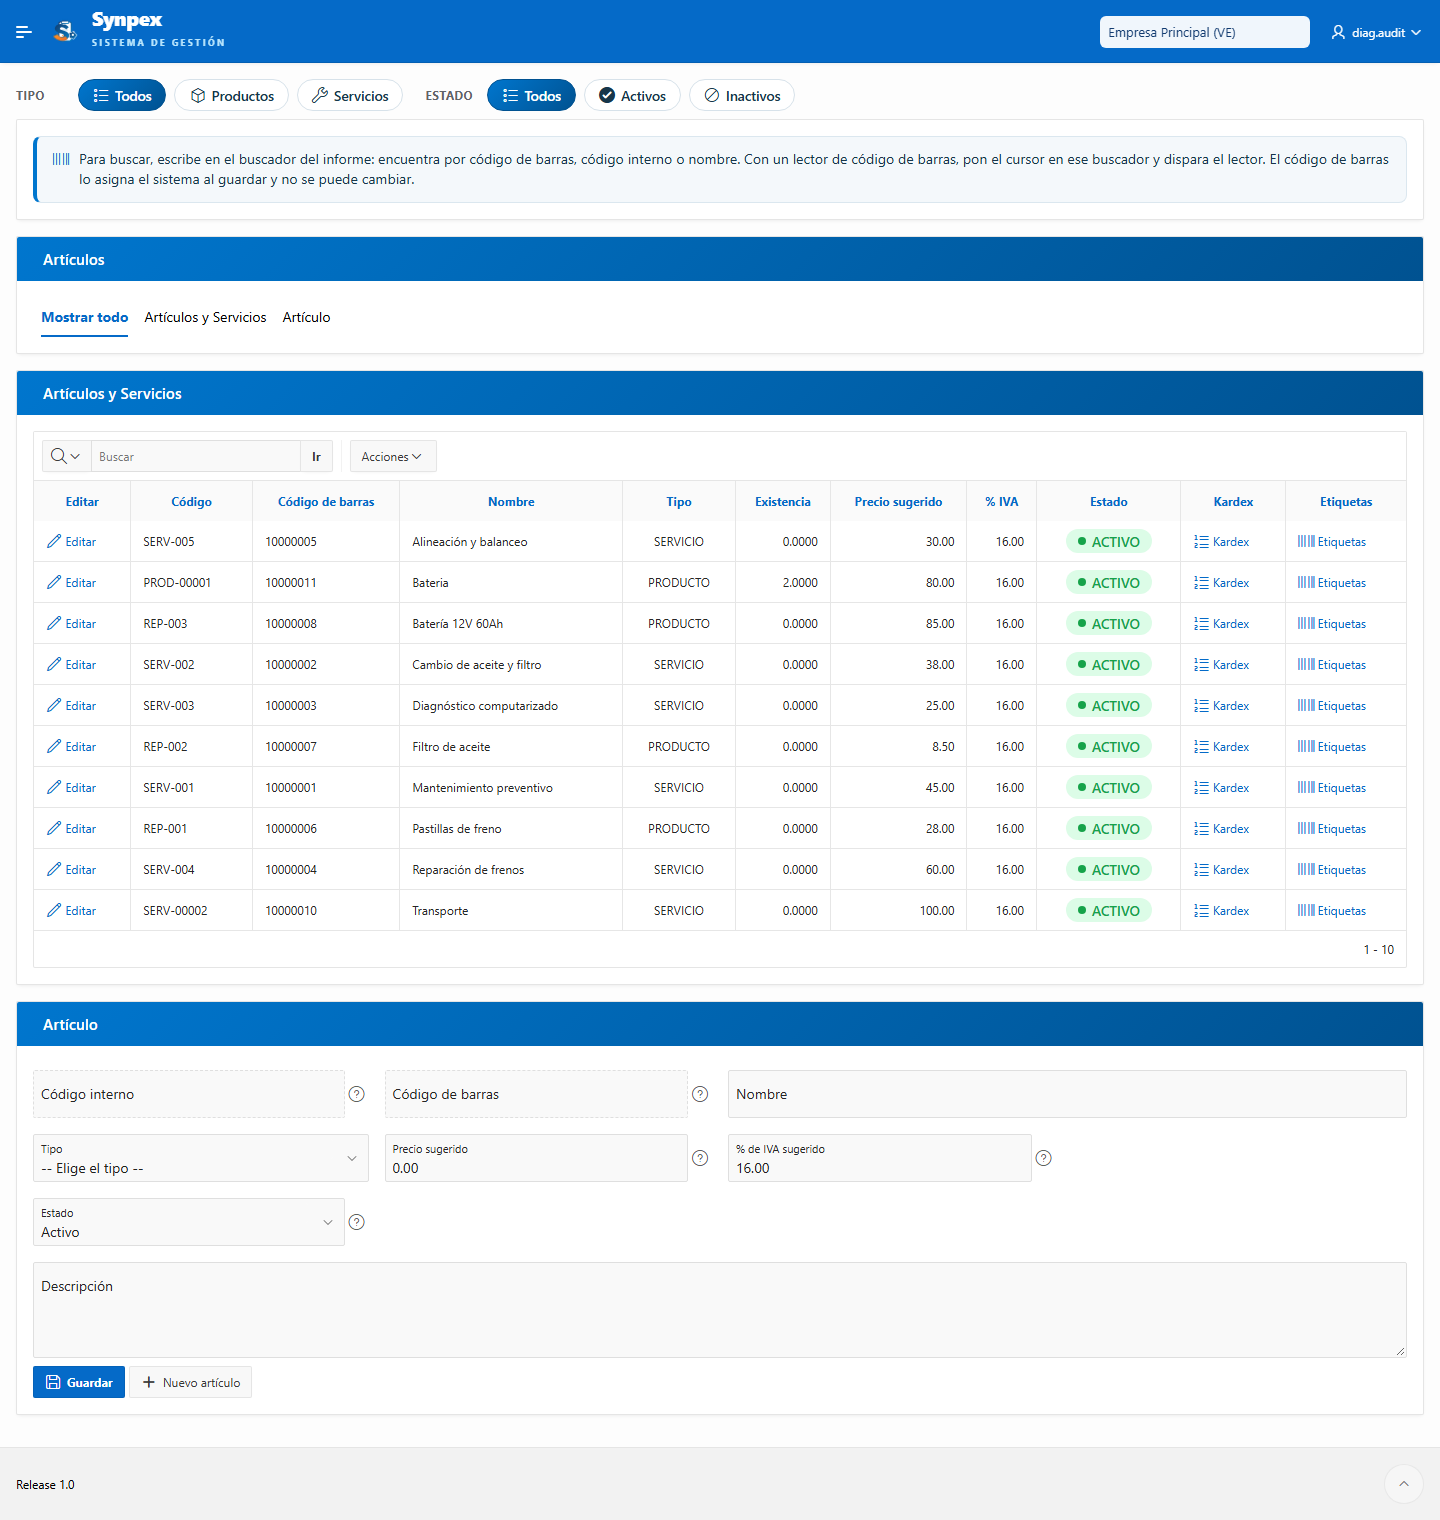 Synpex
SISTEMA DE GESTIÓN
Empresa Principal (VE)
diag.audit
TIPO
Todos
Productos
Servicios
ESTADO
Todos
Activos
Inactivos
Para buscar, escribe en el buscador del informe: encuentra por código de barras, código interno o nombre. Con un lector de código de barras, pon el cursor en ese buscador y dispara el lector. El código de barras
lo asigna el sistema al guardar y no se puede cambiar.
Artículos
Mostrar todo
Artículos y Servicios
Artículo
Artículos y Servicios
Buscar
Ir
Acciones
Editar Código Código de barras Nombre Tipo Existencia Precio sugerido % IVA Estado Kardex Etiquetas
Editar SERV-005 10000005 Alineación y balanceo SERVICIO 0.0000 30.00 16.00 ACTIVO Kardex Etiquetas
Editar PROD-00001 10000011 Bateria PRODUCTO 2.0000 80.00 16.00 ACTIVO Kardex Etiquetas
Editar REP-003 10000008 Batería 12V 60Ah PRODUCTO 0.0000 85.00 16.00 ACTIVO Kardex Etiquetas
Editar SERV-002 10000002 Cambio de aceite y filtro SERVICIO 0.0000 38.00 16.00 ACTIVO Kardex Etiquetas
Editar SERV-003 10000003 Diagnóstico computarizado SERVICIO 0.0000 25.00 16.00 ACTIVO Kardex Etiquetas
Editar REP-002 10000007 Filtro de aceite PRODUCTO 0.0000 8.50 16.00 ACTIVO Kardex Etiquetas
Editar SERV-001 10000001 Mantenimiento preventivo SERVICIO 0.0000 45.00 16.00 ACTIVO Kardex Etiquetas
Editar REP-001 10000006 Pastillas de freno PRODUCTO 0.0000 28.00 16.00 ACTIVO Kardex Etiquetas
Editar SERV-004 10000004 Reparación de frenos SERVICIO 0.0000 60.00 16.00 ACTIVO Kardex Etiquetas
Editar SERV-00002 10000010 Transporte SERVICIO 0.0000 100.00 16.00 ACTIVO Kardex Etiquetas
1 - 10
Artículo
Código interno
Código de barras
Nombre
Tipo
-- Elige el tipo --
Precio sugerido
0.00
% de IVA sugerido
16.00
Estado
Activo
Descripción
Guardar
Nuevo artículo
Release 1.0